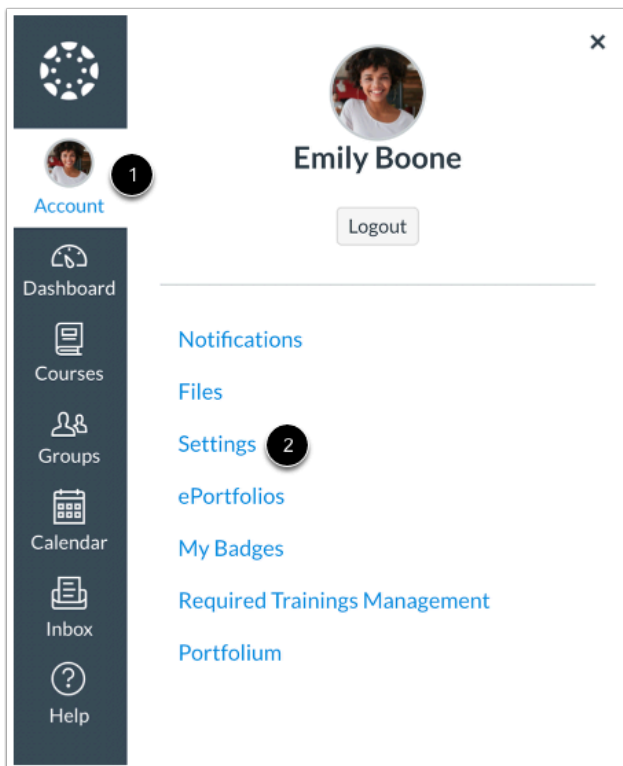 Account
1
Dashboard
Courses
Groups
Calendar
Inbox
Help
×
Emily Boone
Logout
Notifications
Files
Settings 2
ePortfolios
My Badges
Required Trainings Management
Portfolium